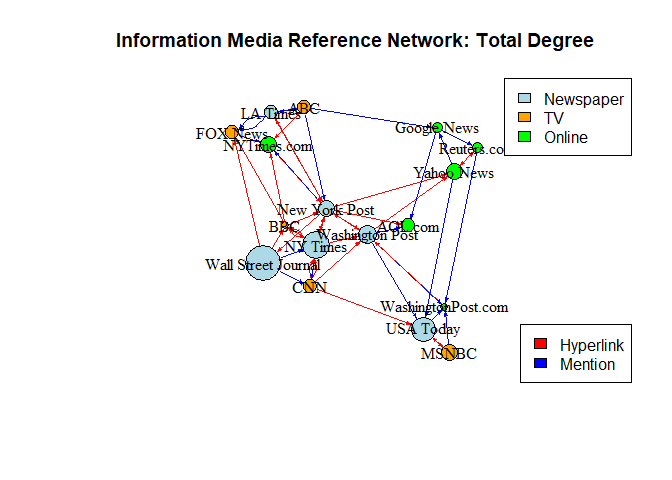 Information Media Reference Network: Total Degree
Newspaper
TV
Online
LA Times
ABC
FOX News
NYTimes.com
Google News
Reuters.co
Yahoo News
New York Post
BBC
AOL.com
Washington Post
NY Times
Wall Street Journal
CNN
WashingtonPost.com
USA Today
MSNBC
Hyperlink
Mention